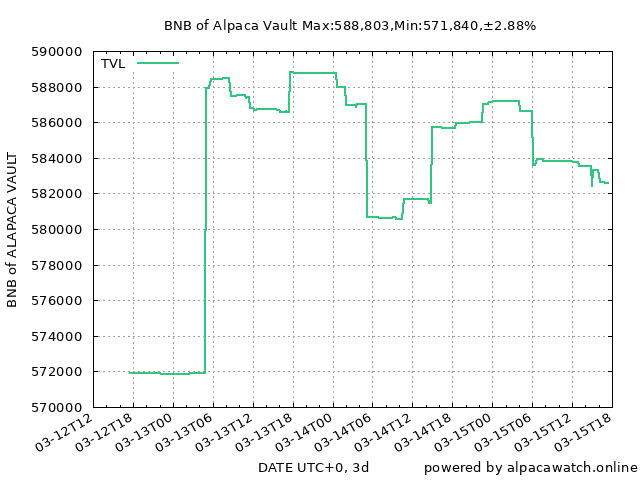 BNB of Alpaca Vault Max:588,803,Min:571,840,±2.88%
TVL
590000
588000
586000
584000
582000
580000
578000
576000
574000
572000
570000
BNB of ALAPACA VAULT
03-12T12
03-12T18
03-13T00
03-13T06
03-13T12
03-13T18
03-14T00
03-14T06
03-14T12
03-14T18
03-15T00
03-15T06
03-15T12
03-15T18
DATE UTC+0, 3d
powered by alpacawatch.online